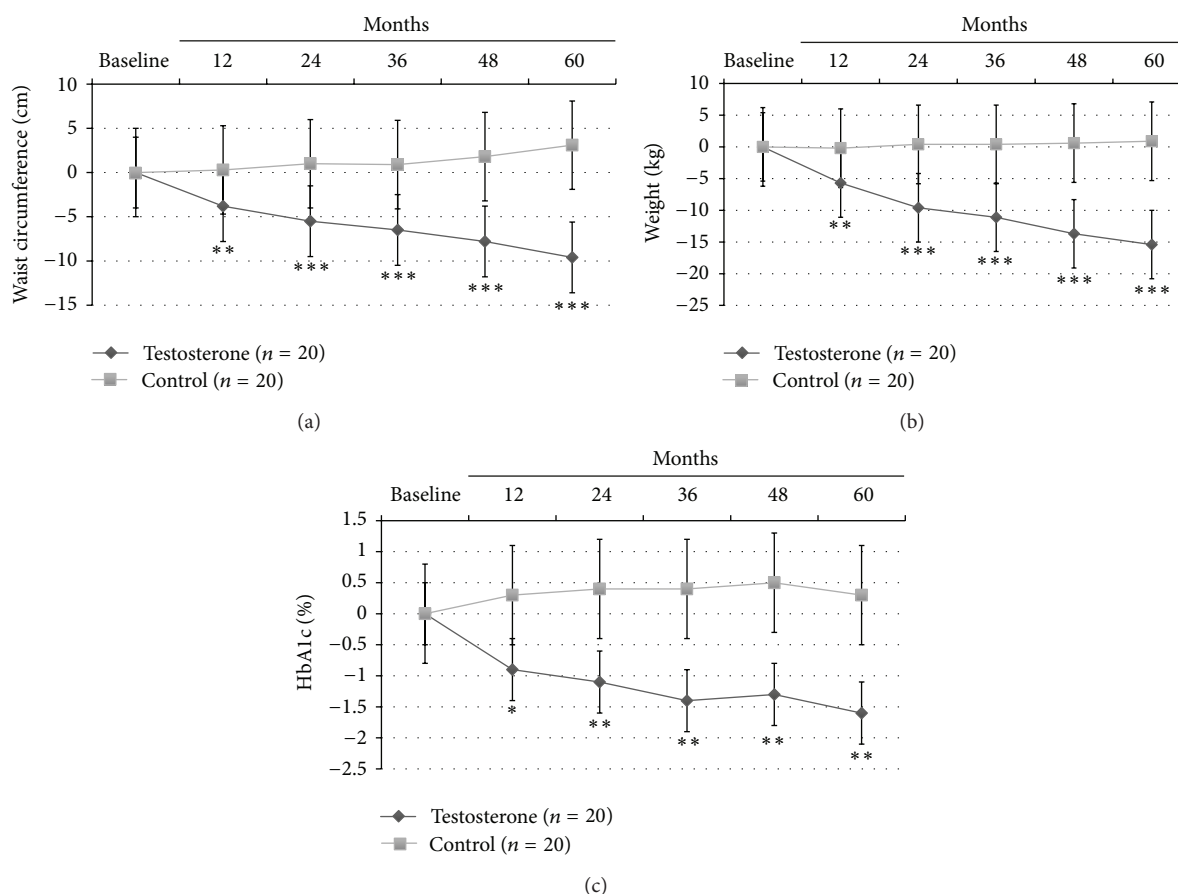 Months
Baseline 12 24 36 48 60
10
5
0
−5
−10
−15
Waist circumference (cm)
** *** *** *** ***
Testosterone (n = 20)
Control (n = 20)
(a)
Months
Baseline 12 24 36 48 60
10
5
0
−5
−10
−15
−20
−25
Weight (kg)
** *** *** *** ***
Testosterone (n = 20)
Control (n = 20)
(b)
Months
Baseline 12 24 36 48 60
1.5
1
0.5
0
−0.5
−1
−1.5
−2
−2.5
HbA1c (%)
* ** ** ** **
Testosterone (n = 20)
Control (n = 20)
(c)